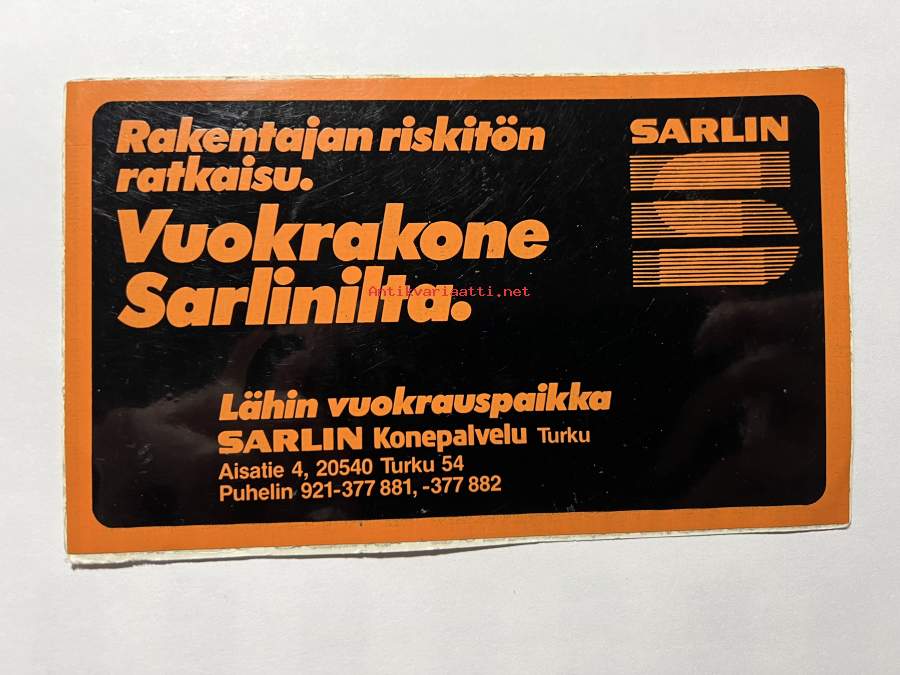 Rakentajan riskitön
ratkaisu.
Vuokrakone
Sarlinilta.
SARLIN
Antikvariaatti.net
Lähin vuokrauspaikka
SARLIN Konepalvelu Turku
Aisatie 4, 20540 Turku 54
Puhelin 921-377 881, -377 882